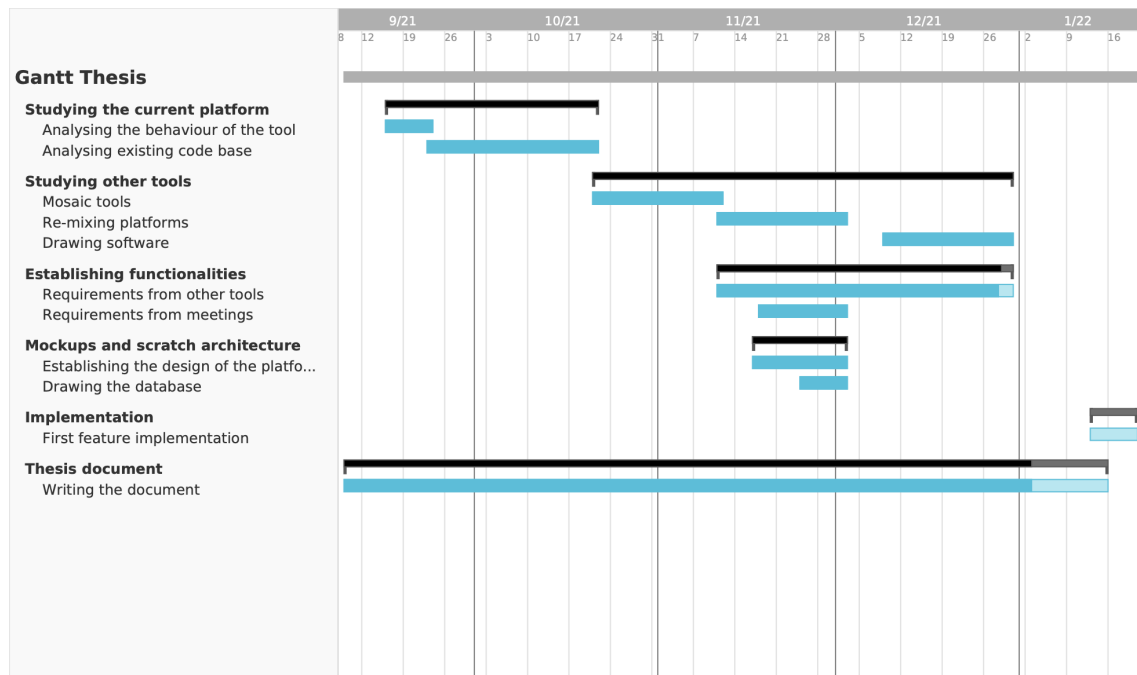 9/21 10/21 11/21 12/21 1/22
8 12 19 26 3 10 17 24 31 7 14 21 28 5 12 19 26 2 9 16
Gantt Thesis
Studying the current platform
Analysing the behaviour of the tool
Analysing existing code base
Studying other tools
Mosaic tools
Re-mixing platforms
Drawing software
Establishing functionalities
Requirements from other tools
Requirements from meetings
Mockups and scratch architecture
Establishing the design of the platfo...
Drawing the database
Implementation
First feature implementation
Thesis document
Writing the document